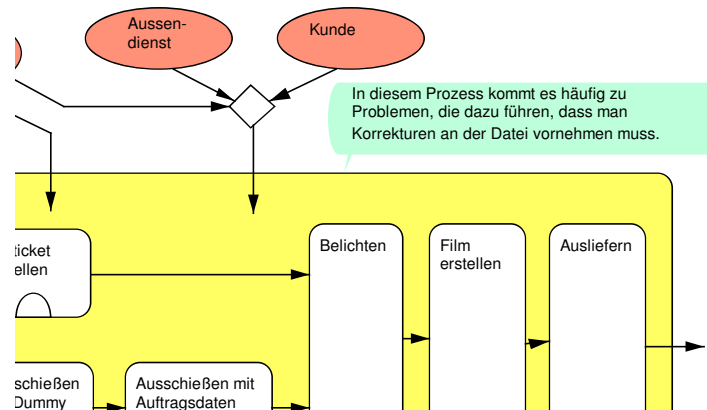 Aussen-
dienst
Kunde
In diesem Prozess kommt es häufig zu
Problemen, die dazu führen, dass man
Korrekturen an der Datei vornehmen muss.
ticket
ellen
Belichten
Film
erstellen
Ausliefern
schießen
Dummy
Ausschießen mit
Auftragsdaten